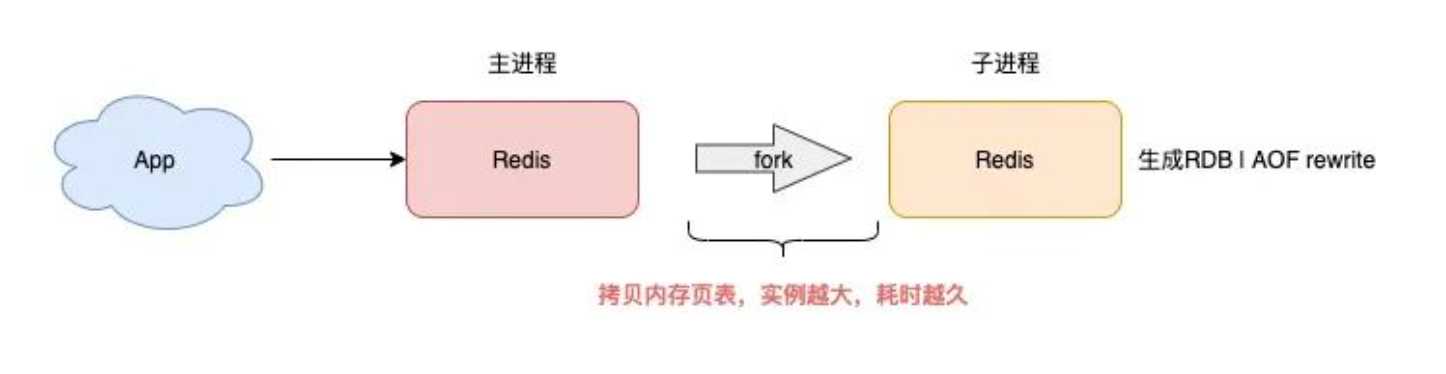 主进程
子进程
App
Redis
fork
Redis
生成RDB | AOF rewrite
拷贝内存页表，实例越大，耗时越久